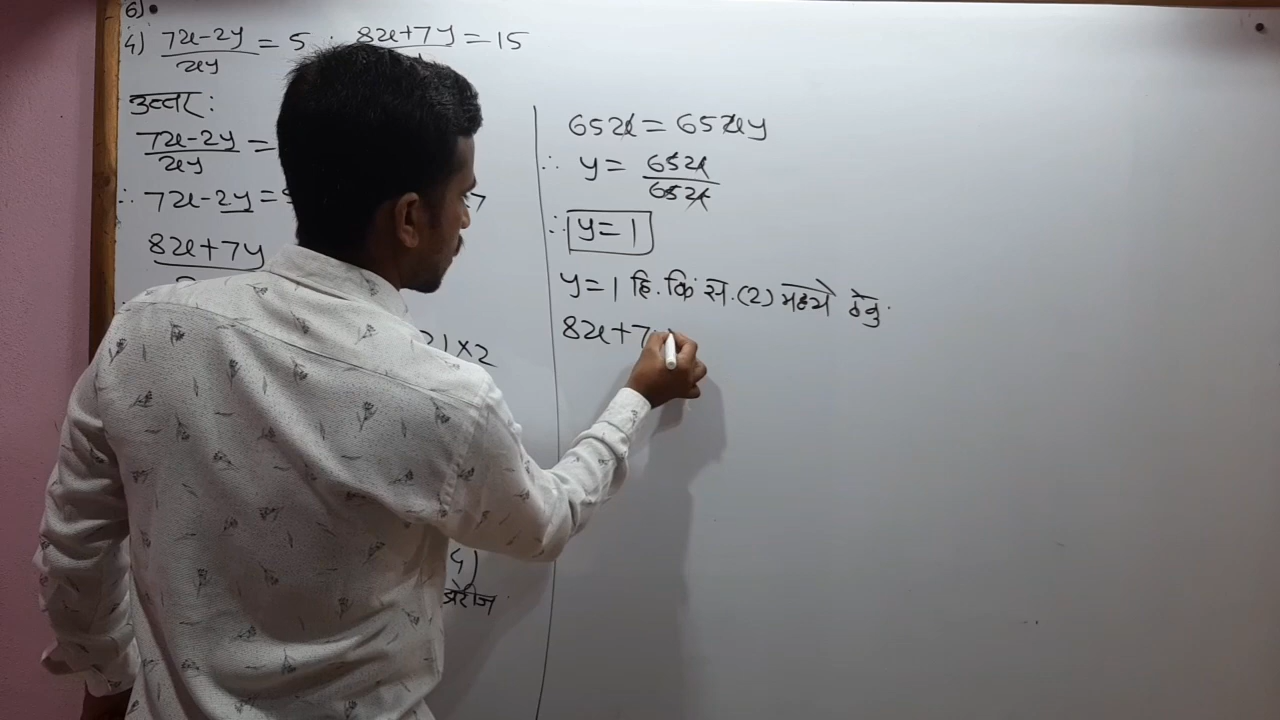 6)
4) 7x-2y/xy = 5 ; 8x+7y = 15
उत्तर :
7x-2y/xy =
∴ 7x-2y =
8x+7y
×2
65x = 65xy
∴ y = 65x/65x
∴ y = 1
y = 1 हि. किं स. (2) मध्ये ठेवु.
8x+7